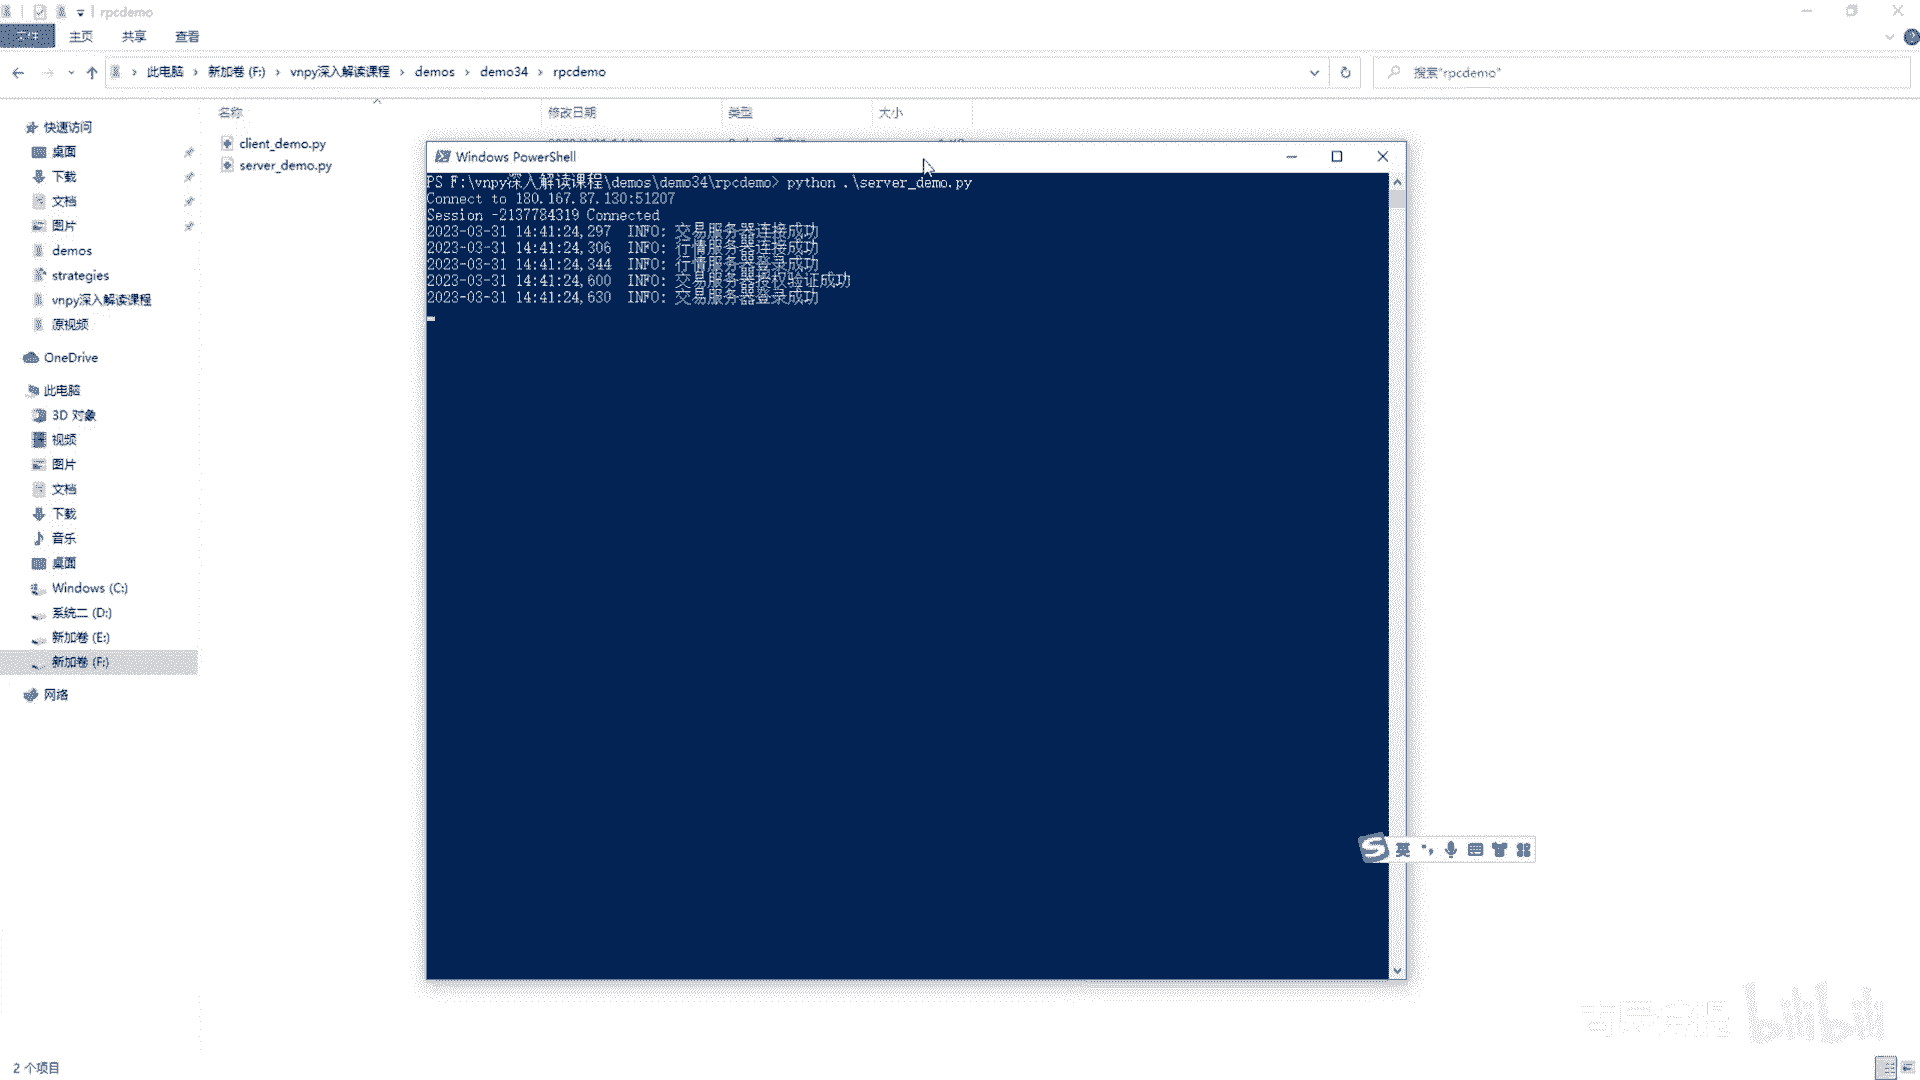 rpcdemo
文件 主页 共享 查看
此电脑 › 新加卷 (F:) › vnpy深入解读课程 › demos › demo34 › rpcdemo
搜索"rpcdemo"
名称 修改日期 类型 大小
快速访问
桌面
下载
文档
图片
demos
strategies
vnpy深入解读课程
原视频
OneDrive
此电脑
3D 对象
视频
图片
文档
下载
音乐
桌面
Windows (C:)
系统二 (D:)
新加卷 (E:)
新加卷 (F:)
网络
client_demo.py
server_demo.py
Windows PowerShell
PS F:\vnpy深入解读课程\demos\demo34\rpcdemo> python .\server_demo.py
Connect to 180.167.87.130:51207
Session -2137784319 Connected
2023-03-31 14:41:24,297 INFO: 交易服务器连接成功
2023-03-31 14:41:24,306 INFO: 行情服务器连接成功
2023-03-31 14:41:24,344 INFO: 行情服务器登录成功
2023-03-31 14:41:24,600 INFO: 交易服务器授权验证成功
2023-03-31 14:41:24,630 INFO: 交易服务器登录成功
英
bilibili
2 个项目